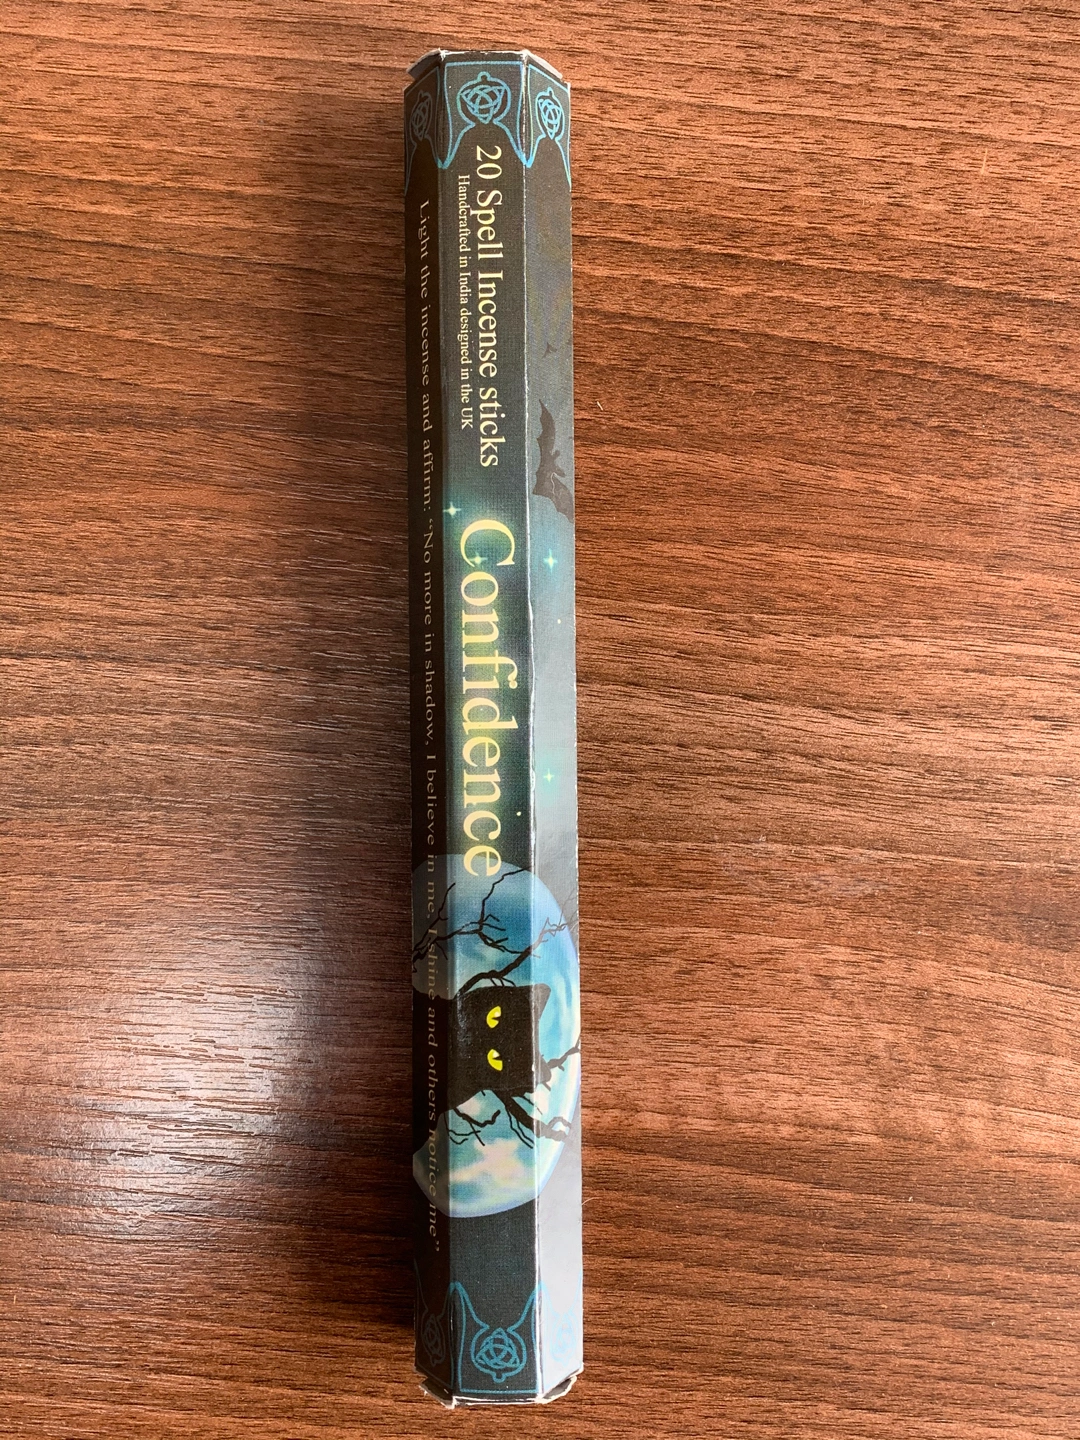 20 Spell Incense sticks
Handcrafted in India designed in the UK
Confidence
Light the incense and affirm: “No more in shadow, I believe in me. I shine and others notice me”